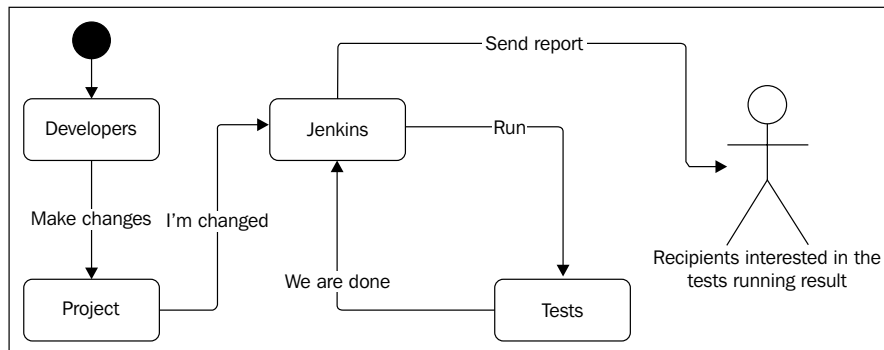 Send report
Developers
Jenkins
Run
Make changes
I'm changed
Recipients interested in the
tests running result
We are done
Project
Tests